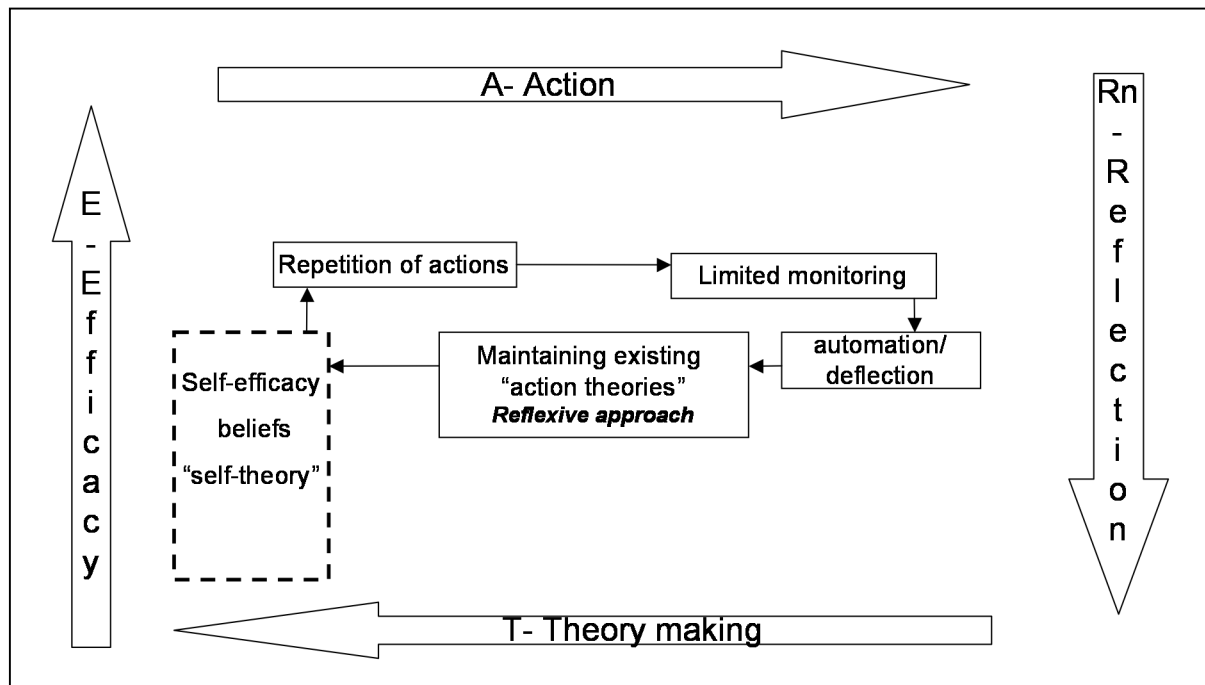 A- Action
Rn
-
R
e
f
l
e
c
t
i
o
n
E
-
E
f
f
i
c
a
c
y
Repetition of actions
Limited monitoring
automation/
deflection
Maintaining existing
“action theories”
Reflexive approach
Self-efficacy
beliefs
“self-theory”
T- Theory making